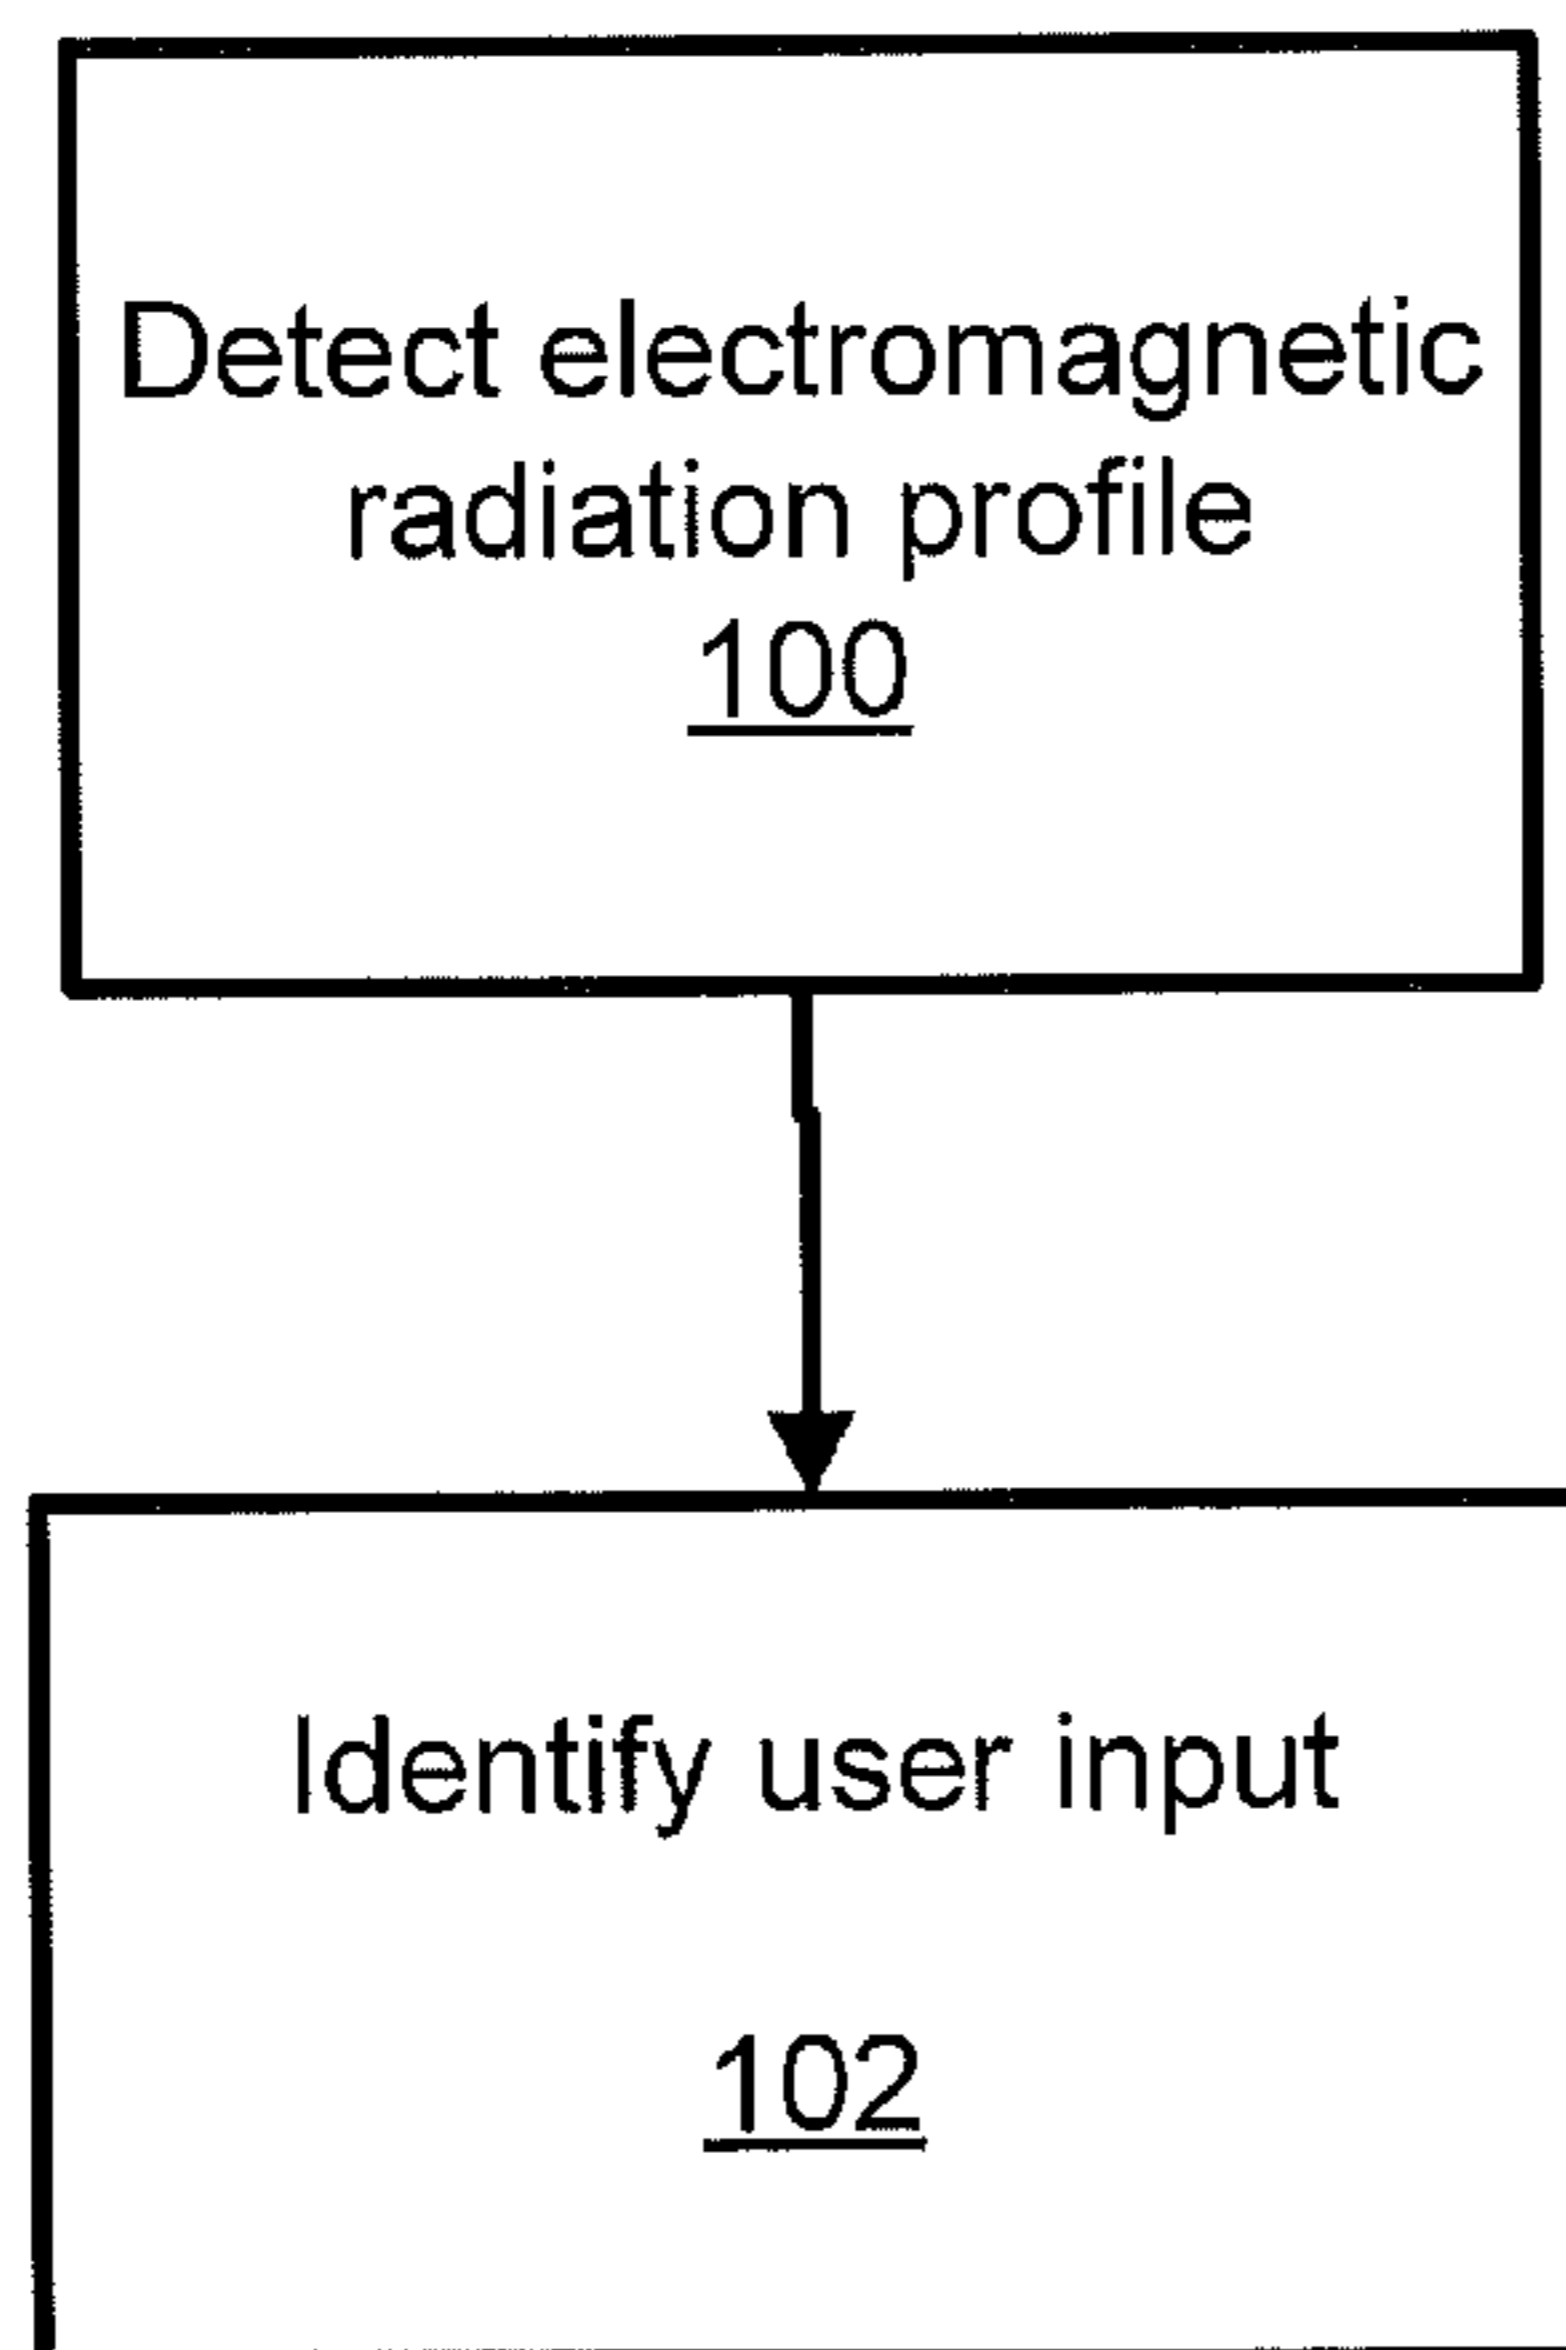 Detect electromagnetic
radiation profile
100
Identify user input
102